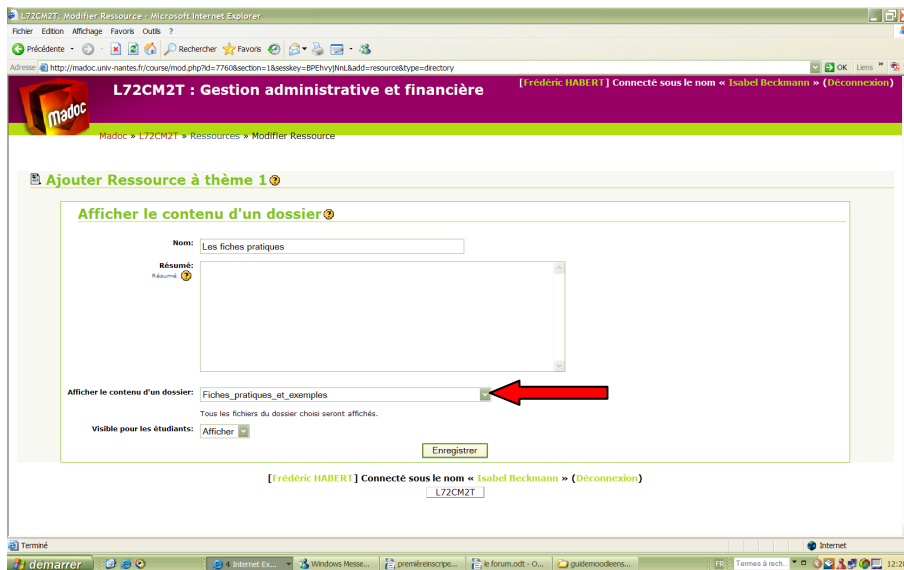 L72CM2T: Modifier Ressource - Microsoft Internet Explorer
Fichier Edition Affichage Favoris Outils ?
Précédente Rechercher Favoris
Adresse http://madoc.univ-nantes.fr/course/mod.php?id=7760&section=1&sesskey=BPEhvyJNnL&add=resource&type=directory OK Liens »
madoc L72CM2T : Gestion administrative et financière [Frédéric HABERT] Connecté sous le nom « Isabel Beckmann » (Déconnexion)
Madoc » L72CM2T » Ressources » Modifier Ressource
Ajouter Ressource à thème 1 ?
Afficher le contenu d'un dossier ?
Nom: Les fiches pratiques
Résumé:
Résumé ?
Afficher le contenu d'un dossier: Fiches_pratiques_et_exemples
Tous les fichiers du dossier choisi seront affichés.
Visible pour les étudiants: Afficher
Enregistrer
[Frédéric HABERT] Connecté sous le nom « Isabel Beckmann » (Déconnexion)
L72CM2T
Terminé Internet
démarrer 4 Internet Ex... Windows Messe... premièreinscripe... le forum.odt - O... guidemoodleens... FR Termes à rech...